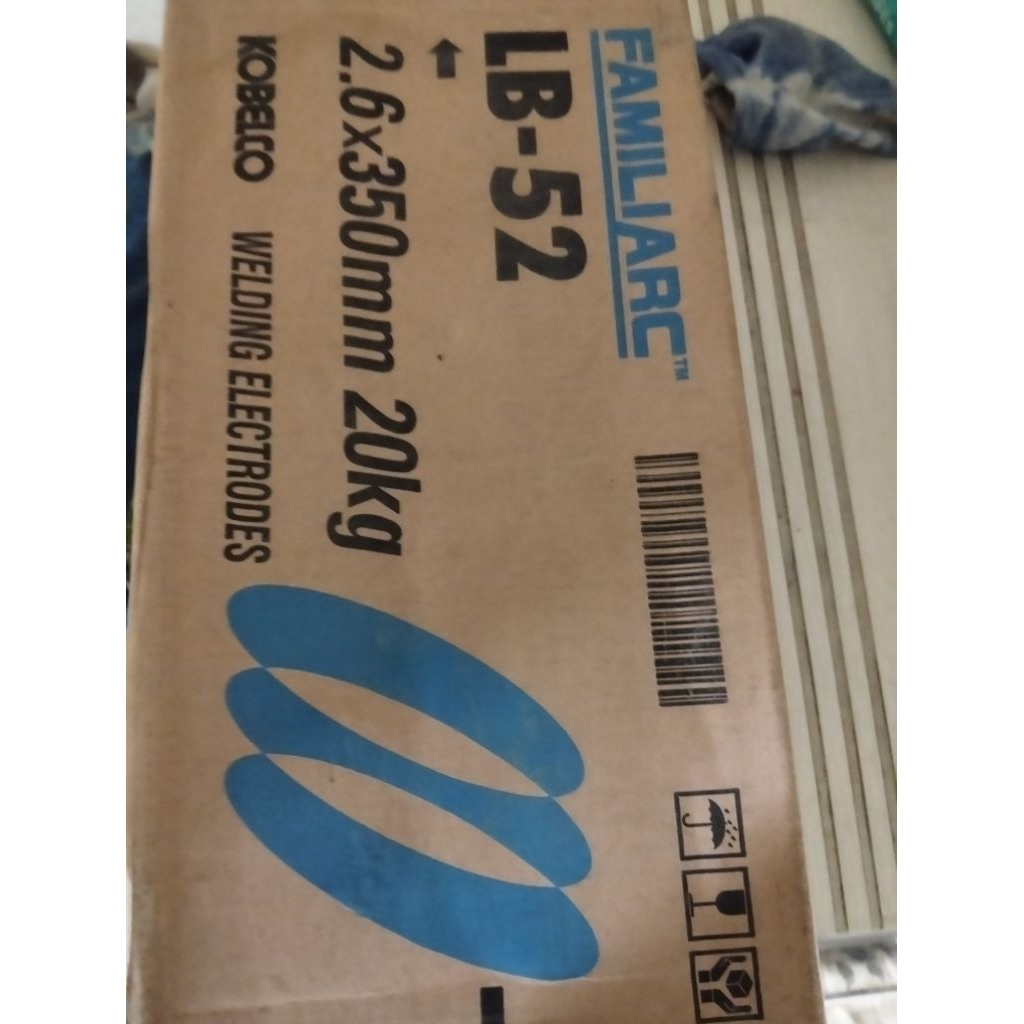 FAMILIARC™
LB-52
2.6x350mm 20kg
KOBELCO WELDING ELECTRODES